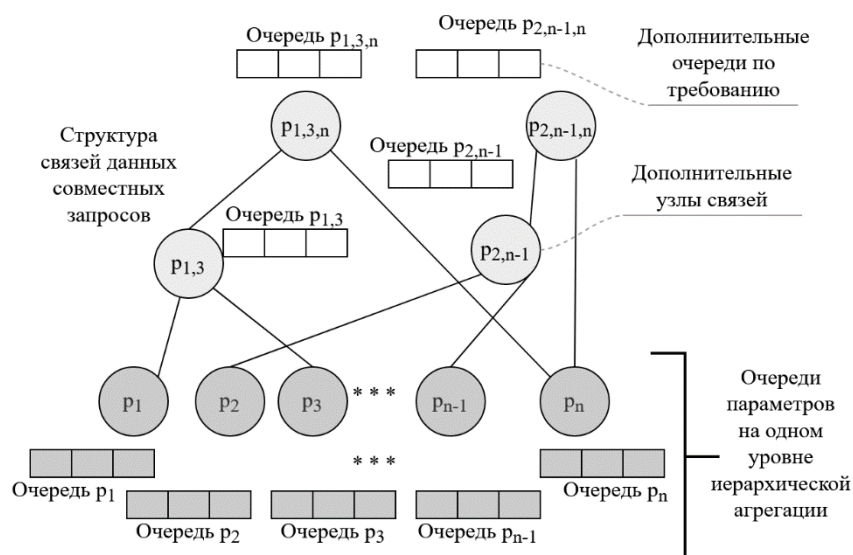 Очередь p1,3,n
Очередь p2,n-1,n
Дополниительные
очереди по
требованию
p1,3,n
p2,n-1,n
Структура
связей данных
совместных
запросов
Очередь p2,n-1
Дополнительные
узлы связей
Очередь p1,3
p1,3
p2,n-1
p1
p2
p3
* * *
pn-1
pn
Очереди
параметров
на одном
уровне
иерархической
агрегации
* * *
Очередь p1
Очередь pn
Очередь p2
Очередь p3
Очередь pn-1